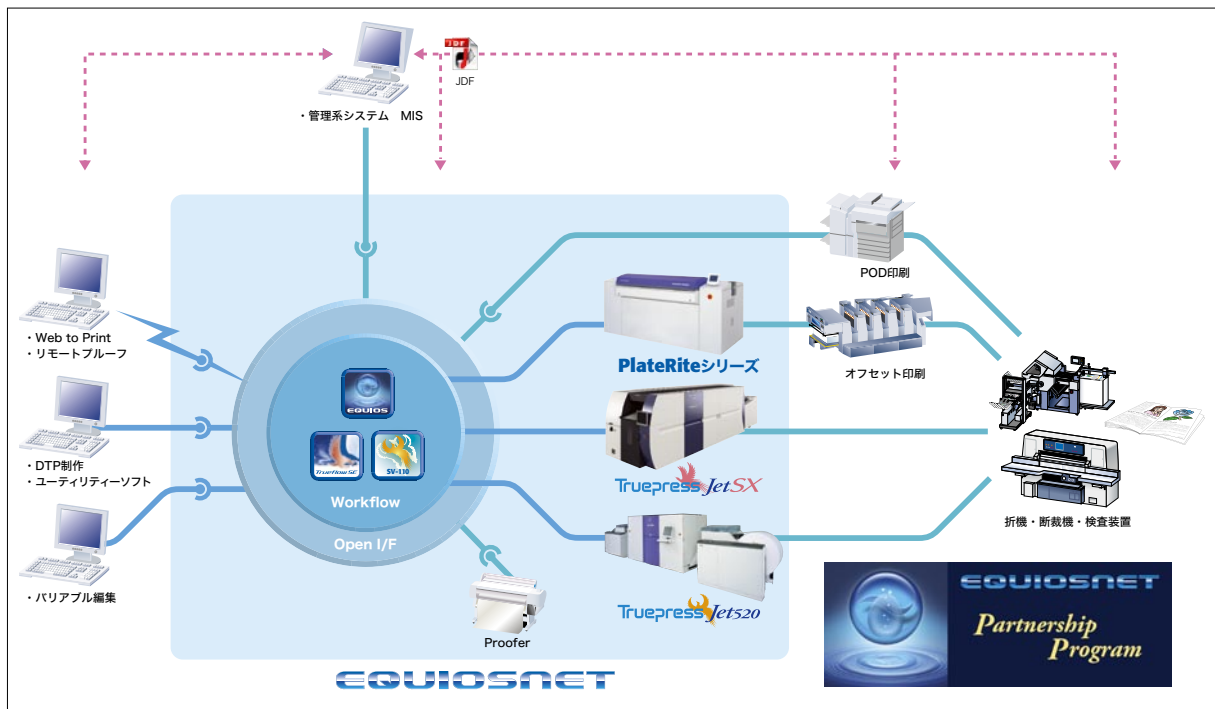 JDF
JDF
・管理系システム　MIS
・Web to Print
・リモートプルーフ
・DTP制作
・ユーティリティーソフト
・バリアブル編集
EQUIOS
TrueFlow SE
SV-110
Workflow
Open I/F
PlateRiteシリーズ
Truepress JetSX
Truepress Jet520
Proofer
POD印刷
オフセット印刷
折機・断裁機・検査装置
EQUIOSNET
EQUIOSNET
Partnership
Program